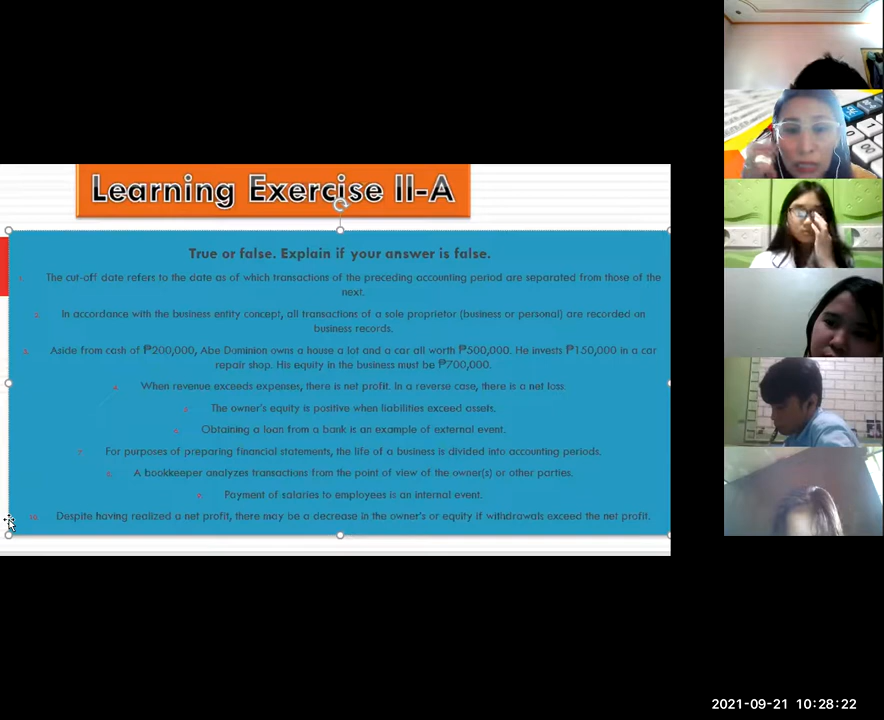 Learning Exercise II-A
True or false. Explain if your answer is false.
The cut-off date refers to the date as of which transactions of the preceding accounting period are separated from those of the
next.
In accordance with the business entity concept, all transactions of a sole proprietor (business or personal) are recorded on
business records.
Aside from cash of ₱200,000, Abe Dominion owns a house a lot and a car all worth ₱500,000. He invests ₱150,000 in a car
repair shop. His equity in the business must be ₱700,000.
When revenue exceeds expenses, there is net profit. In a reverse case, there is a net loss.
The owner's equity is positive when liabilities exceed assets.
Obtaining a loan from a bank is an example of external event.
For purposes of preparing financial statements, the life of a business is divided into accounting periods.
A bookkeeper analyzes transactions from the point of view of the owner(s) or other parties.
Payment of salaries to employees is an internal event.
Despite having realized a net profit, there may be a decrease in the owner's or equity if withdrawals exceed the net profit.
2021-09-21 10:28:22